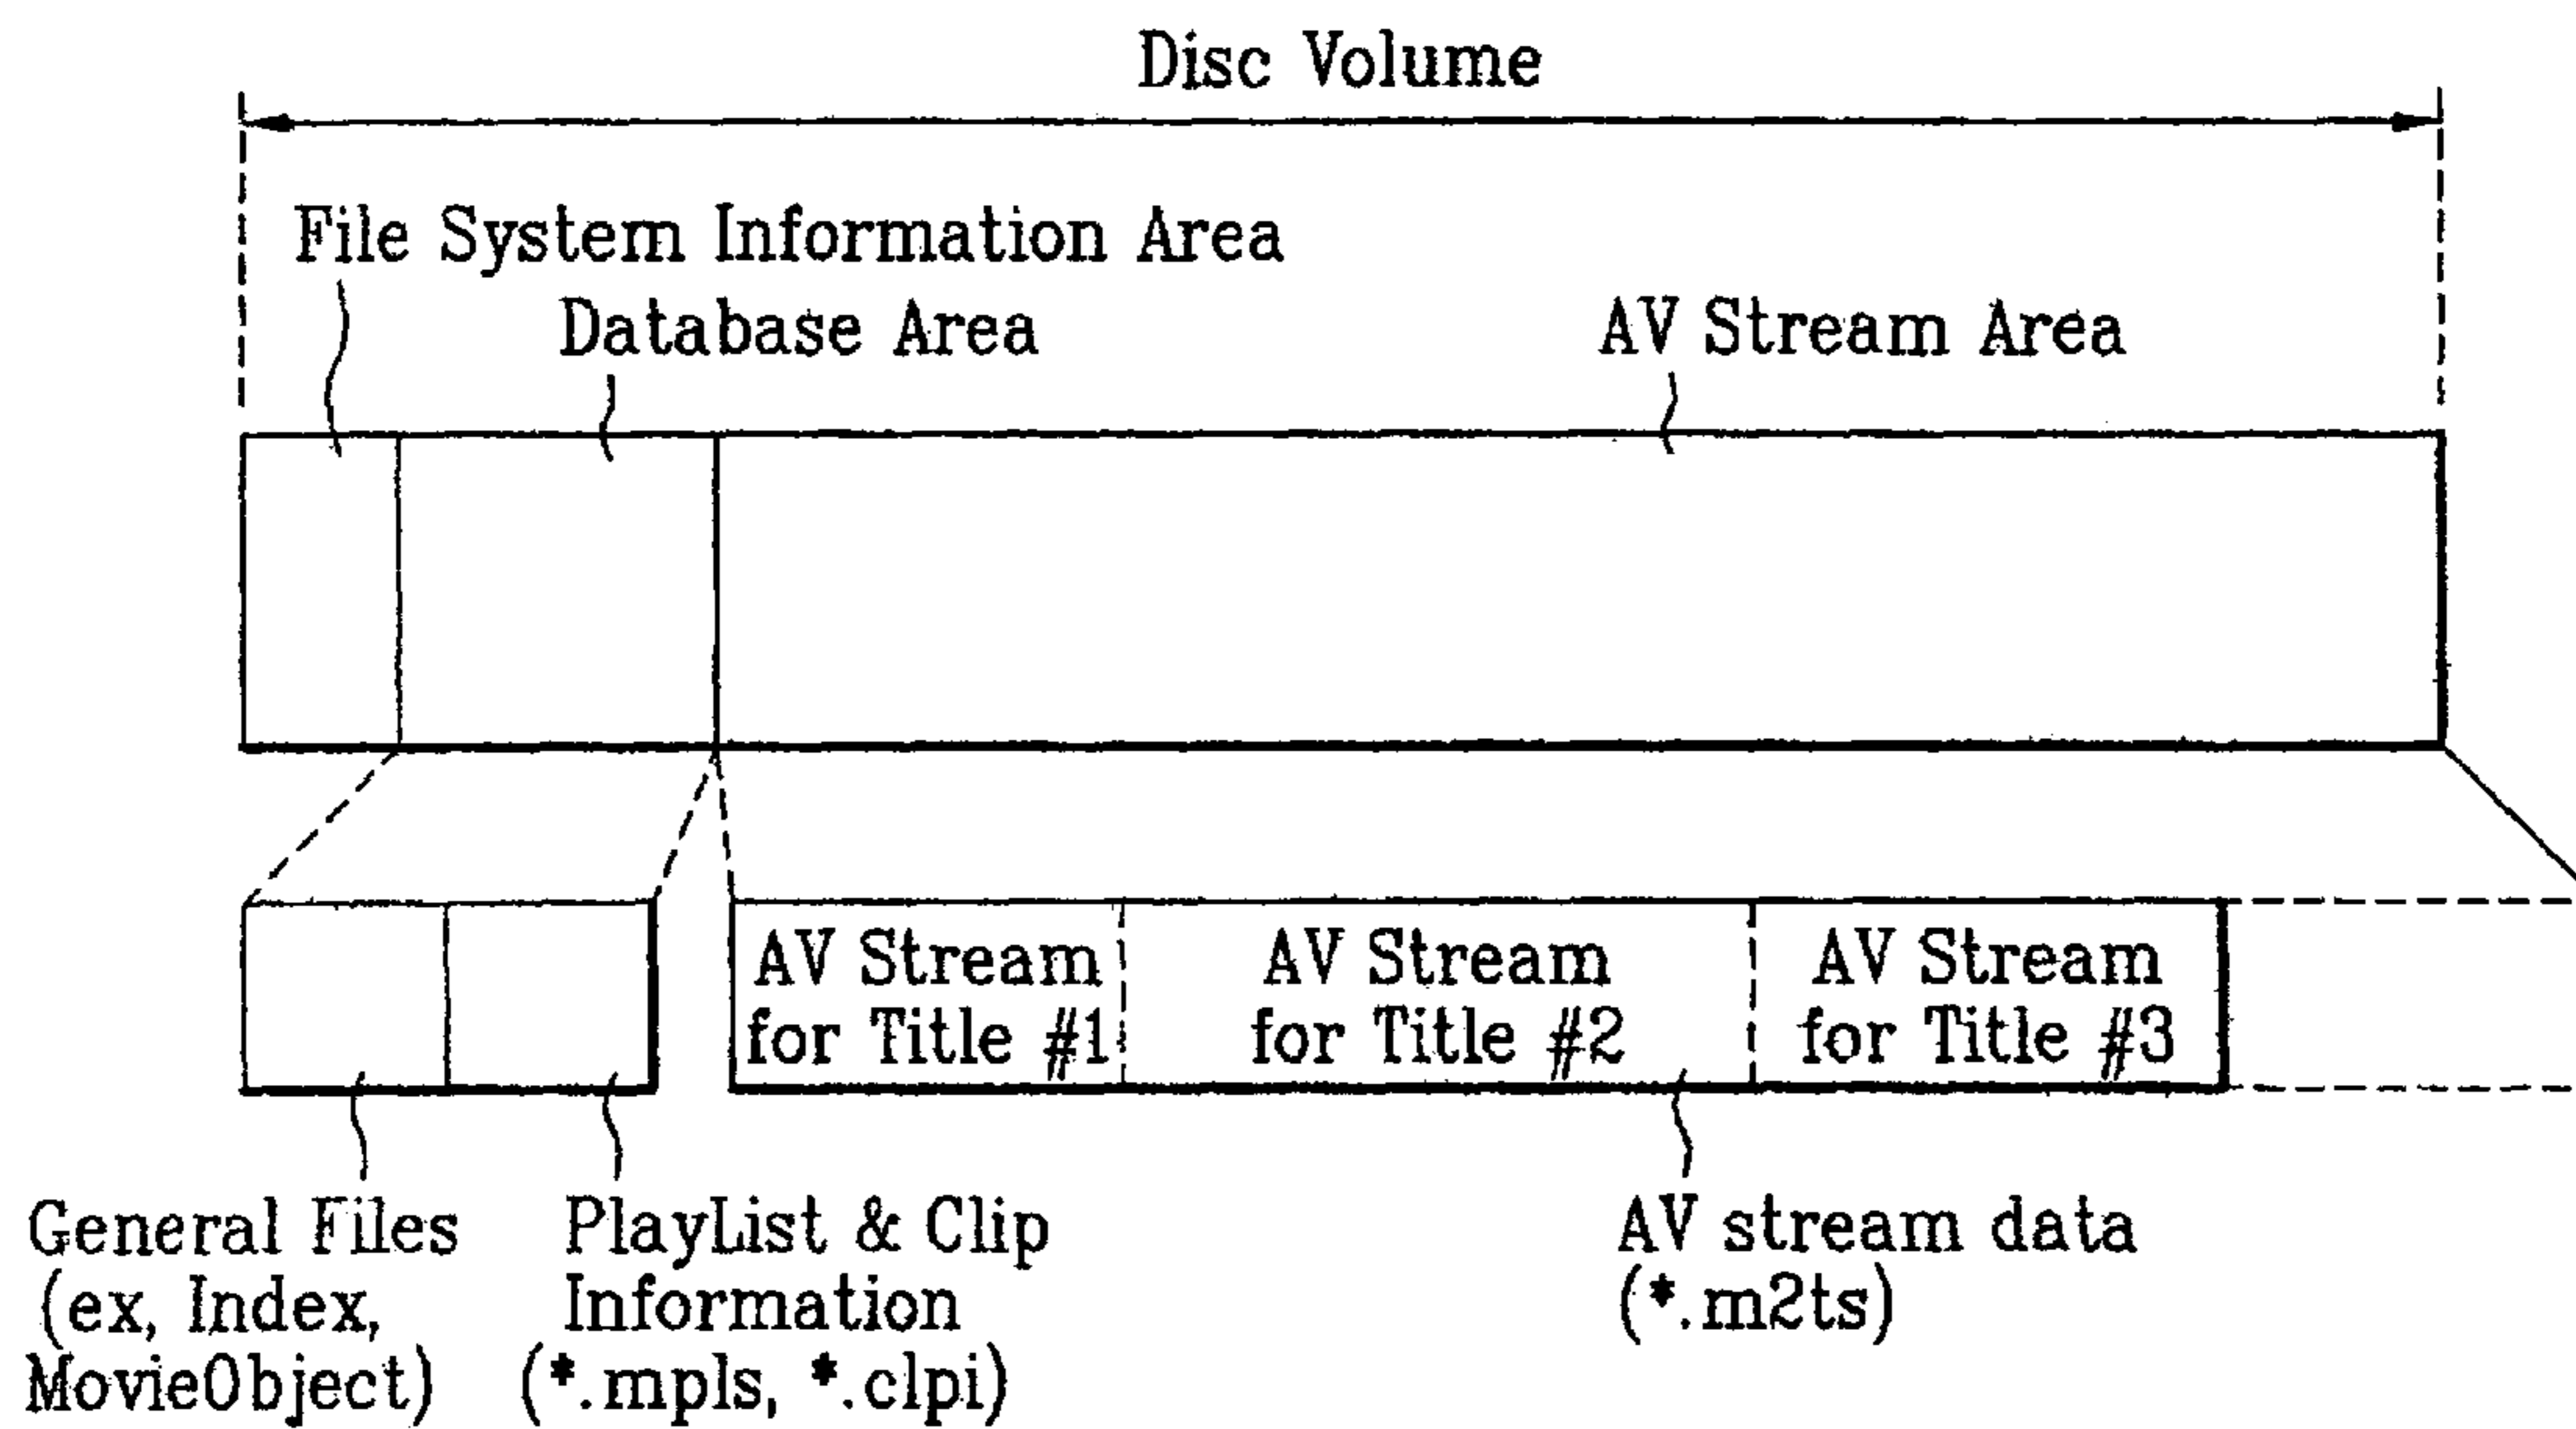 Disc Volume
File System Information Area
Database Area
AV Stream Area
AV Stream
for Title #1
AV Stream
for Title #2
AV Stream
for Title #3
General Files
(ex, Index,
MovieObject)
PlayList & Clip
Information
(*.mpls, *.clpi)
AV stream data
(*.m2ts)